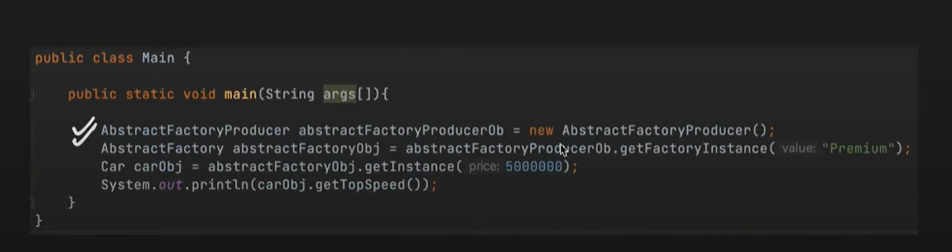 public class Main {
public static void main(String args[]){
AbstractFactoryProducer abstractFactoryProducerOb = new AbstractFactoryProducer();
AbstractFactory abstractFactoryObj = abstractFactoryProducerOb.getFactoryInstance( value: "Premium");
Car carObj = abstractFactoryObj.getInstance( price: 5000000);
System.out.println(carObj.getTopSpeed());
}
}